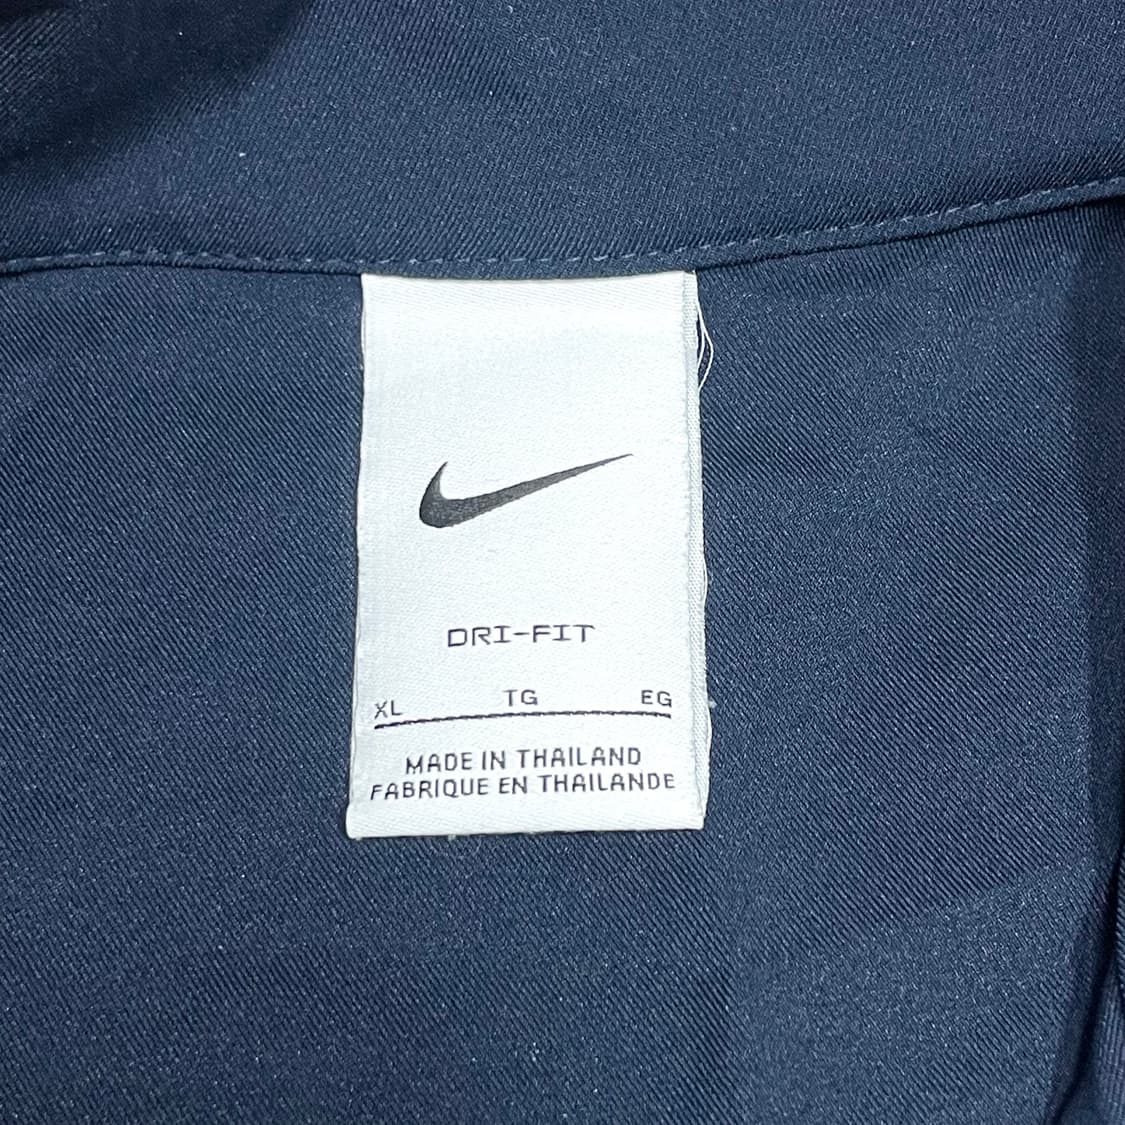 DRI-FIT
XL TG EG
MADE IN THAILAND
FABRIQUE EN THAILANDE